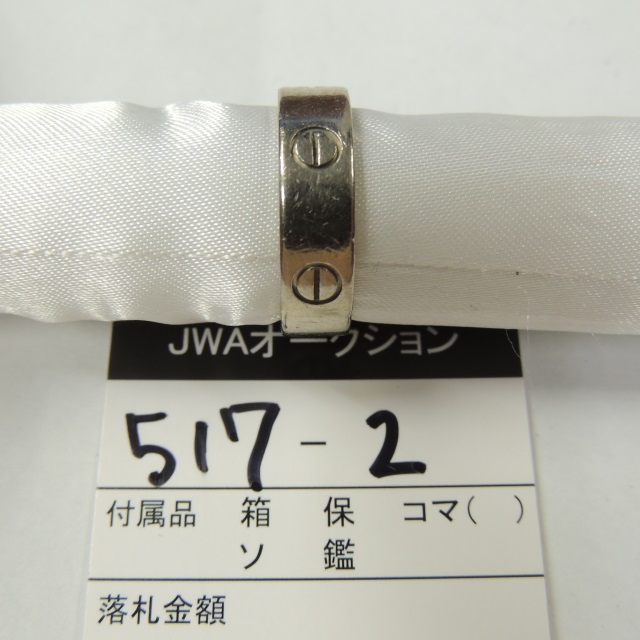 JWAオークション
517-2
付属品 箱 保 コマ( )
ソ 鑑
落札金額